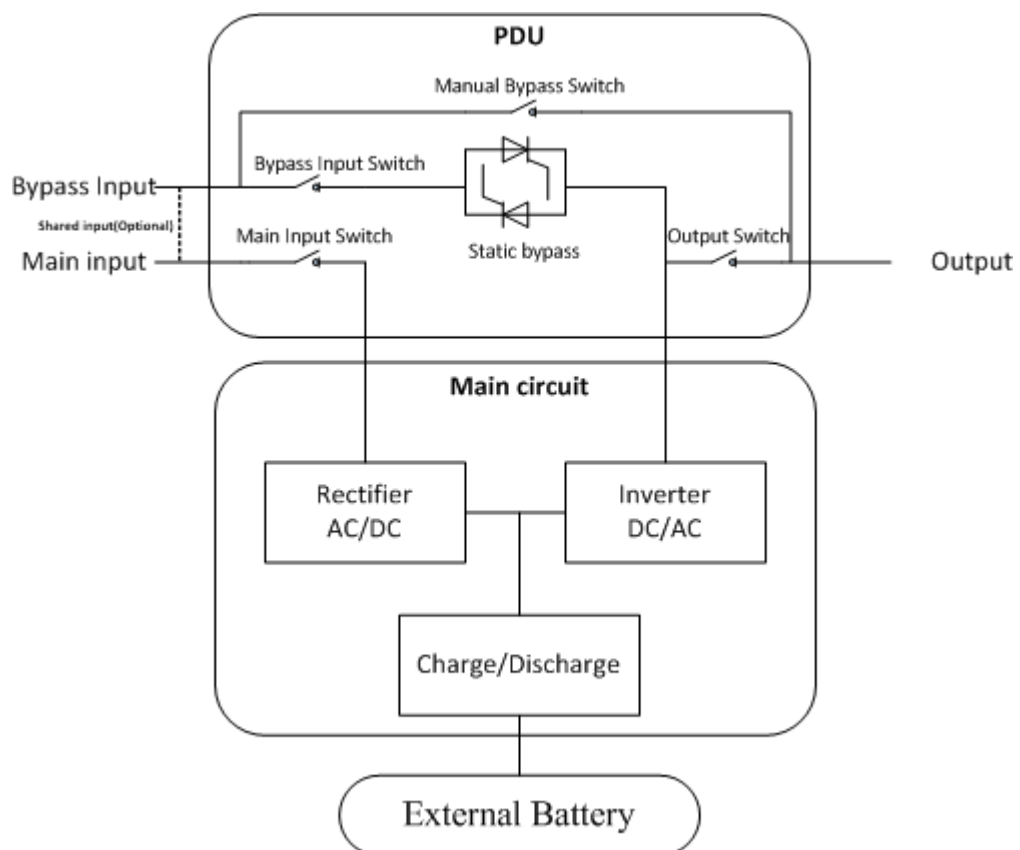 PDU
Manual Bypass Switch
Bypass Input Switch
Bypass Input
Shared input(Optional)
Main Input Switch
Static bypass
Output Switch
Main input
Output
Main circuit
Rectifier
AC/DC
Inverter
DC/AC
Charge/Discharge
External Battery